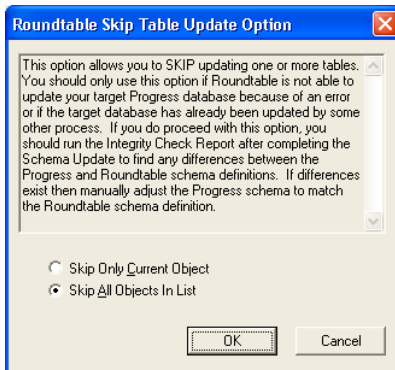 Roundtable Skip Table Update Option
This option allows you to SKIP updating one or more tables.
You should only use this option if Roundtable is not able to
update your target Progress database because of an error
or if the target database has already been updated by some
other process.  If you do proceed with this option, you
should run the Integrity Check Report after completing the
Schema Update to find any differences between the
Progress and Roundtable schema definitions.  If differences
exist then manually adjust the Progress schema to match
the Roundtable schema definition.
Skip Only Current Object
Skip All Objects In List
OK Cancel